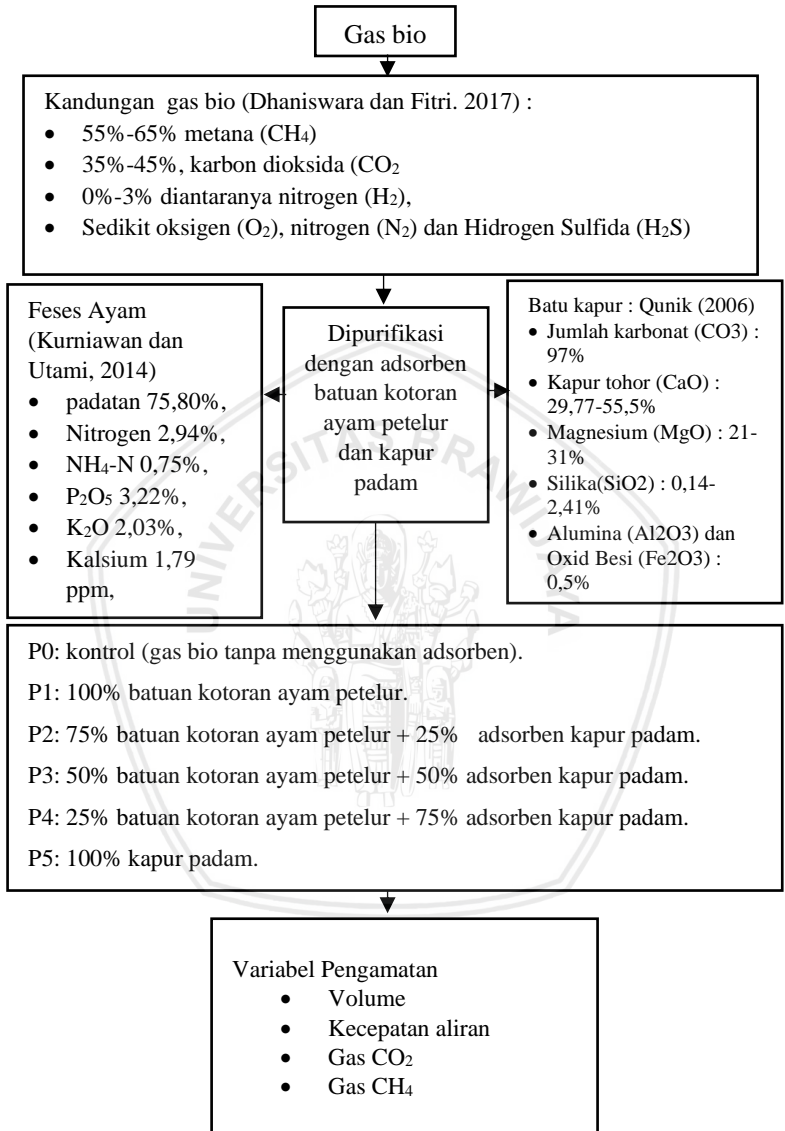 Gas bio
Kandungan  gas bio (Dhaniswara dan Fitri. 2017) :
• 55%-65% metana (CH₄)
• 35%-45%, karbon dioksida (CO₂
• 0%-3% diantaranya nitrogen (H₂),
• Sedikit oksigen (O₂), nitrogen (N₂) dan Hidrogen Sulfida (H₂S)
Feses Ayam
(Kurniawan dan
Utami, 2014)
• padatan 75,80%,
• Nitrogen 2,94%,
• NH₄-N 0,75%,
• P₂O₅ 3,22%,
• K₂O 2,03%,
• Kalsium 1,79
ppm,
Dipurifikasi
dengan adsorben
batuan kotoran
ayam petelur
dan kapur
padam
Batu kapur : Qunik (2006)
• Jumlah karbonat (CO3) :
97%
• Kapur tohor (CaO) :
29,77-55,5%
• Magnesium (MgO) : 21-
31%
• Silika(SiO2) : 0,14-
2,41%
• Alumina (Al2O3) dan
Oxid Besi (Fe2O3) :
0,5%
UNIVERSITAS BRAWIJAYA
P0: kontrol (gas bio tanpa menggunakan adsorben).
P1: 100% batuan kotoran ayam petelur.
P2: 75% batuan kotoran ayam petelur + 25%   adsorben kapur padam.
P3: 50% batuan kotoran ayam petelur + 50% adsorben kapur padam.
P4: 25% batuan kotoran ayam petelur + 75% adsorben kapur padam.
P5: 100% kapur padam.
Variabel Pengamatan
• Volume
• Kecepatan aliran
• Gas CO₂
• Gas CH₄